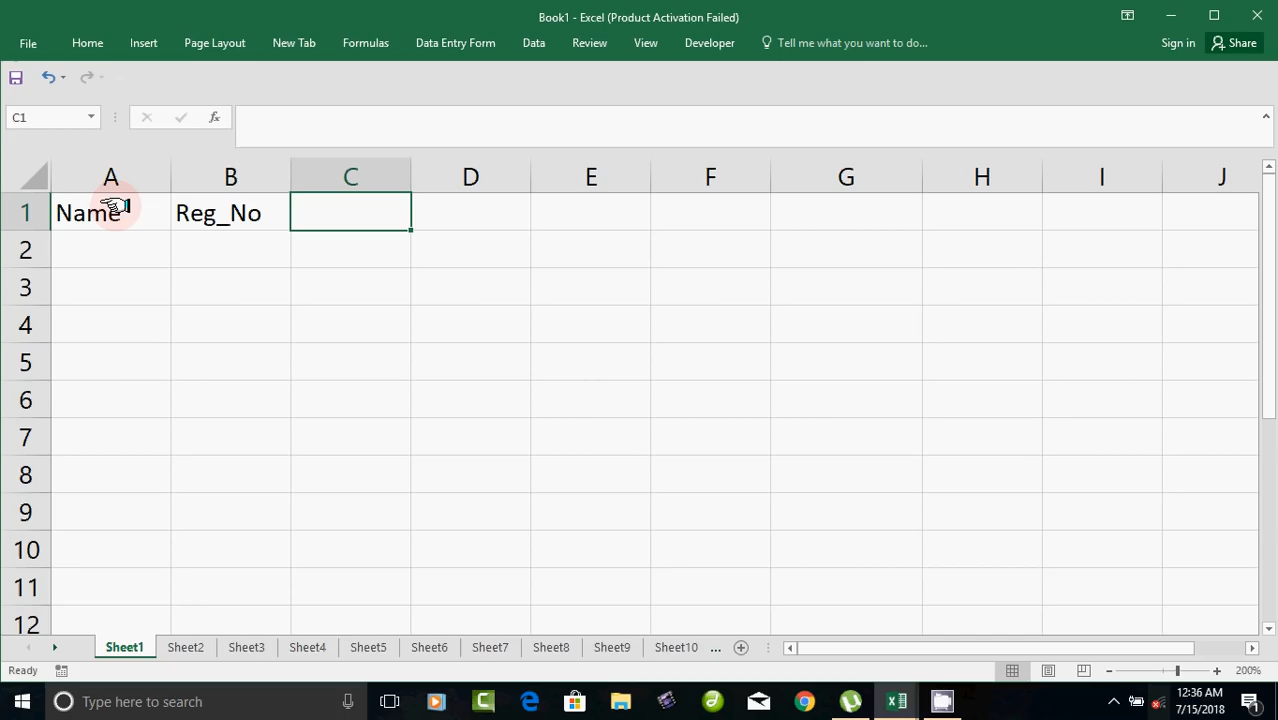 Book1 - Excel (Product Activation Failed)
File Home Insert Page Layout New Tab Formulas Data Entry Form Data Review View Developer Tell me what you want to do... Sign in Share
C1 fx
A B C D E F G H I J
1 Name Reg_No
2
3
4
5
6
7
8
9
10
11
12
Sheet1 Sheet2 Sheet3 Sheet4 Sheet5 Sheet6 Sheet7 Sheet8 Sheet9 Sheet10 ...
Ready 200%
Type here to search 12:36 AM
7/15/2018 1